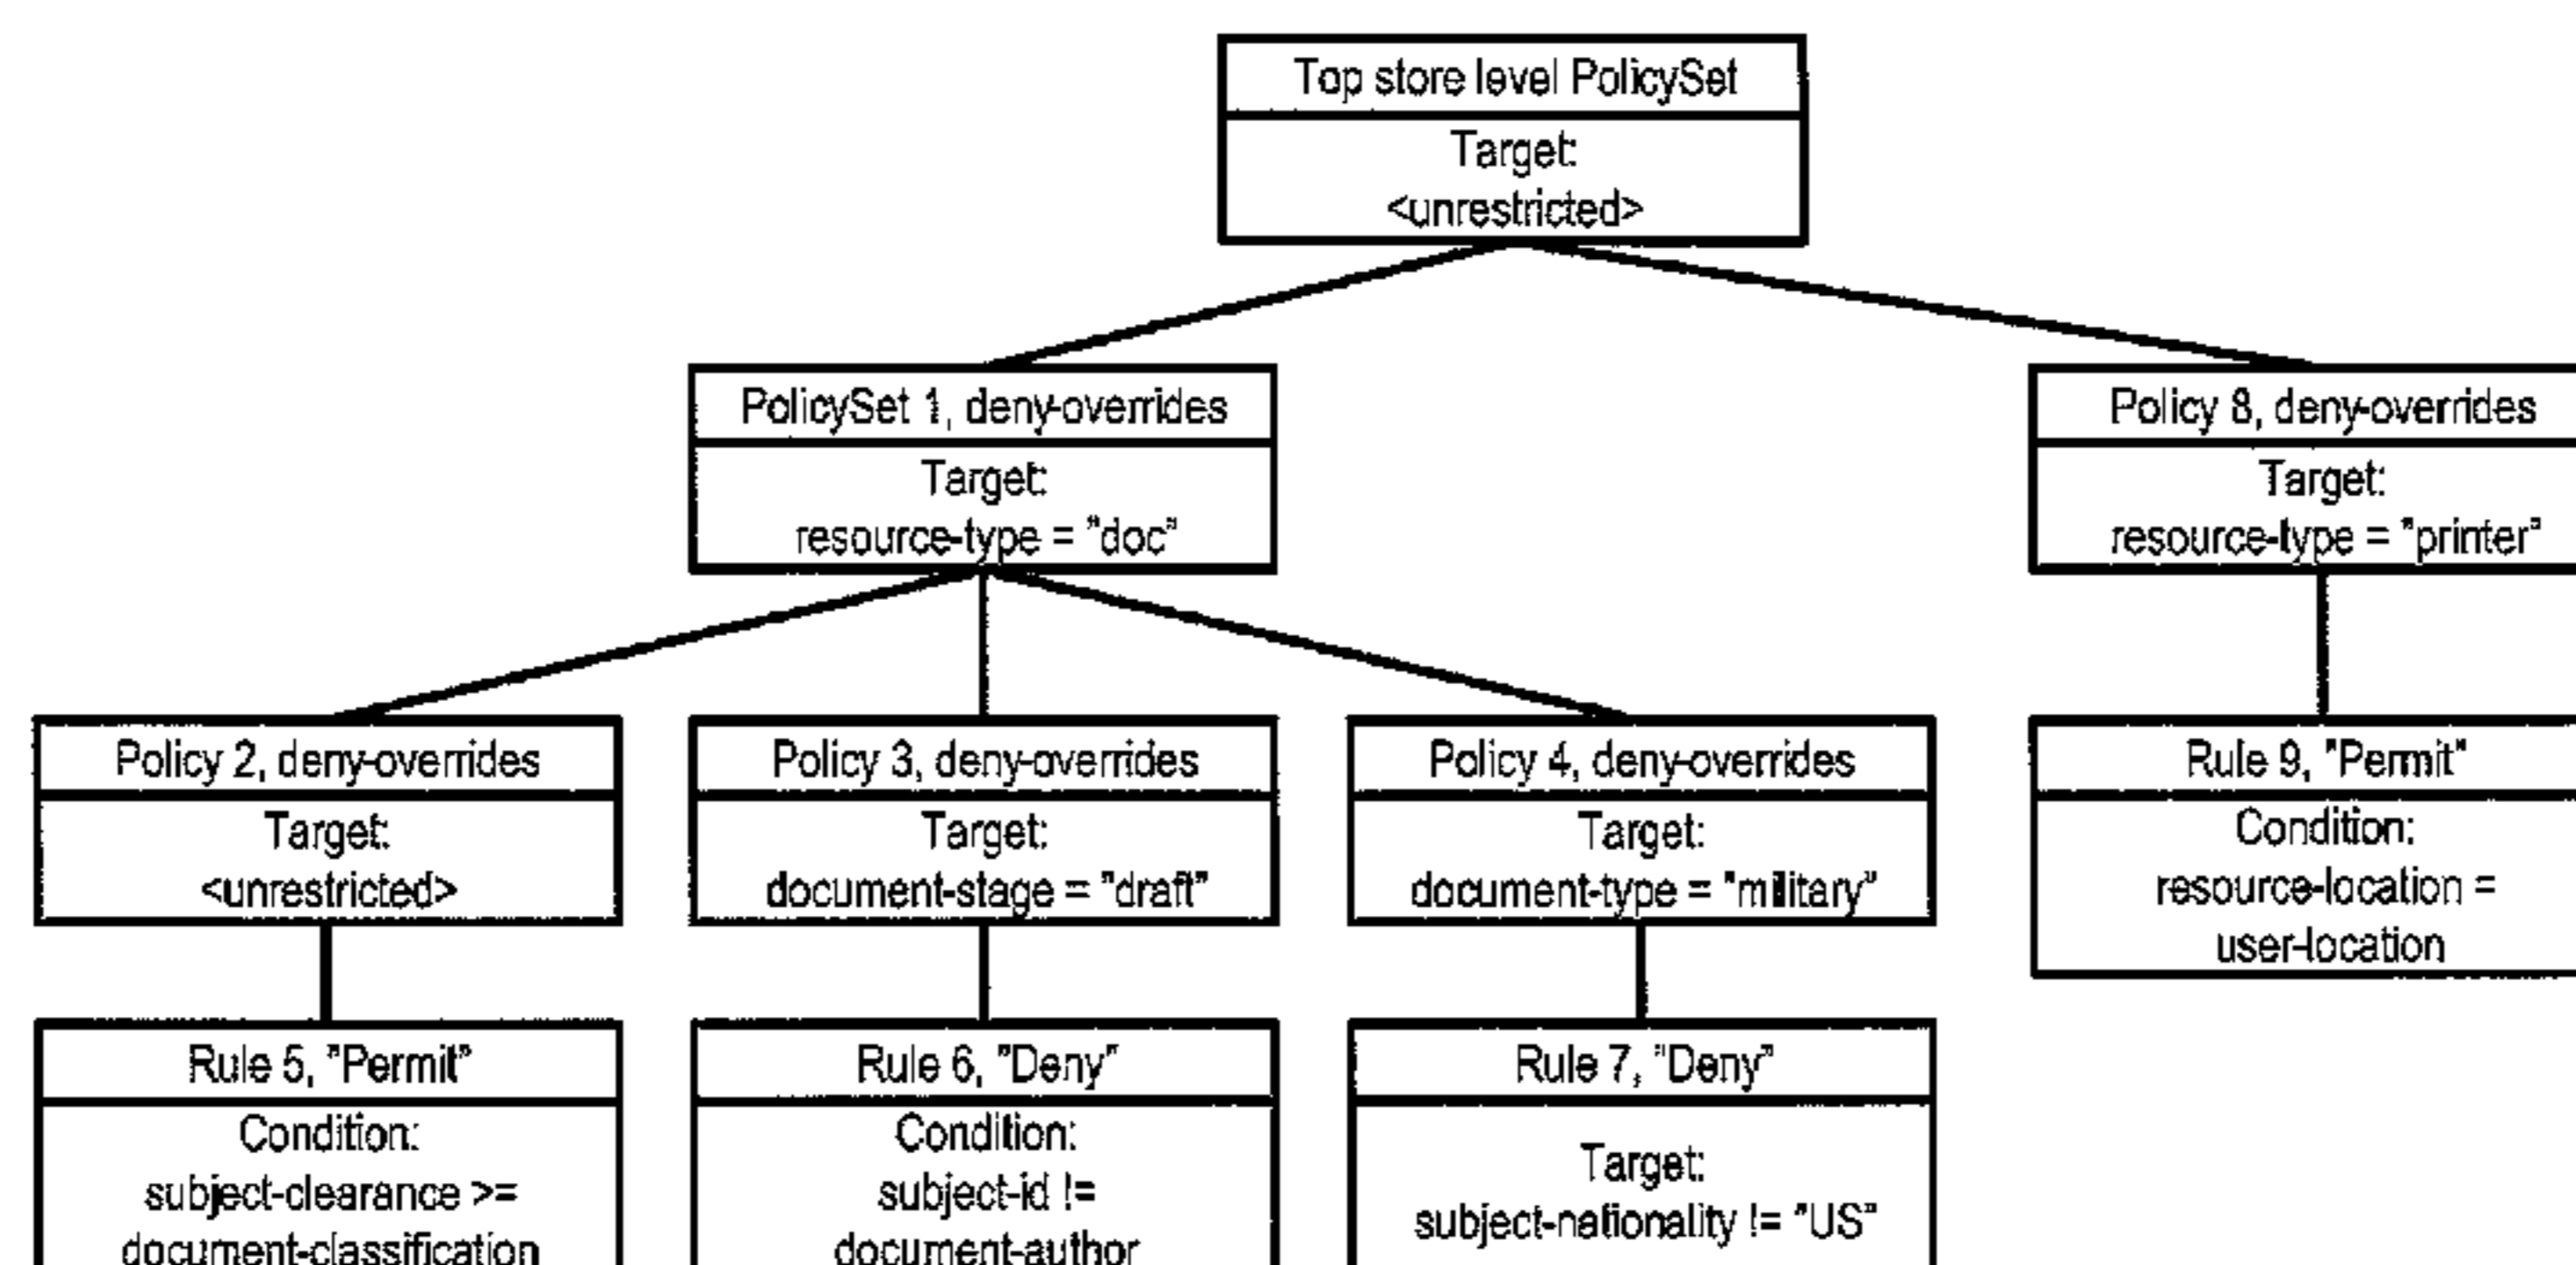 Top store level PolicySet
Target:
<unrestricted>
PolicySet 1, deny-overrides
Target:
resource-type = "doc"
Policy 8, deny-overrides
Target:
resource-type = "printer"
Policy 2, deny-overrides
Target:
<unrestricted>
Policy 3, deny-overrides
Target:
document-stage = "draft"
Policy 4, deny-overrides
Target:
document-type = "military"
Rule 9, "Permit"
Condition:
resource-location =
user-location
Rule 5, "Permit"
Condition:
subject-clearance >=
document-classification
Rule 6, "Deny"
Condition:
subject-id !=
document-author
Rule 7, "Deny"
Target:
subject-nationality != "US"